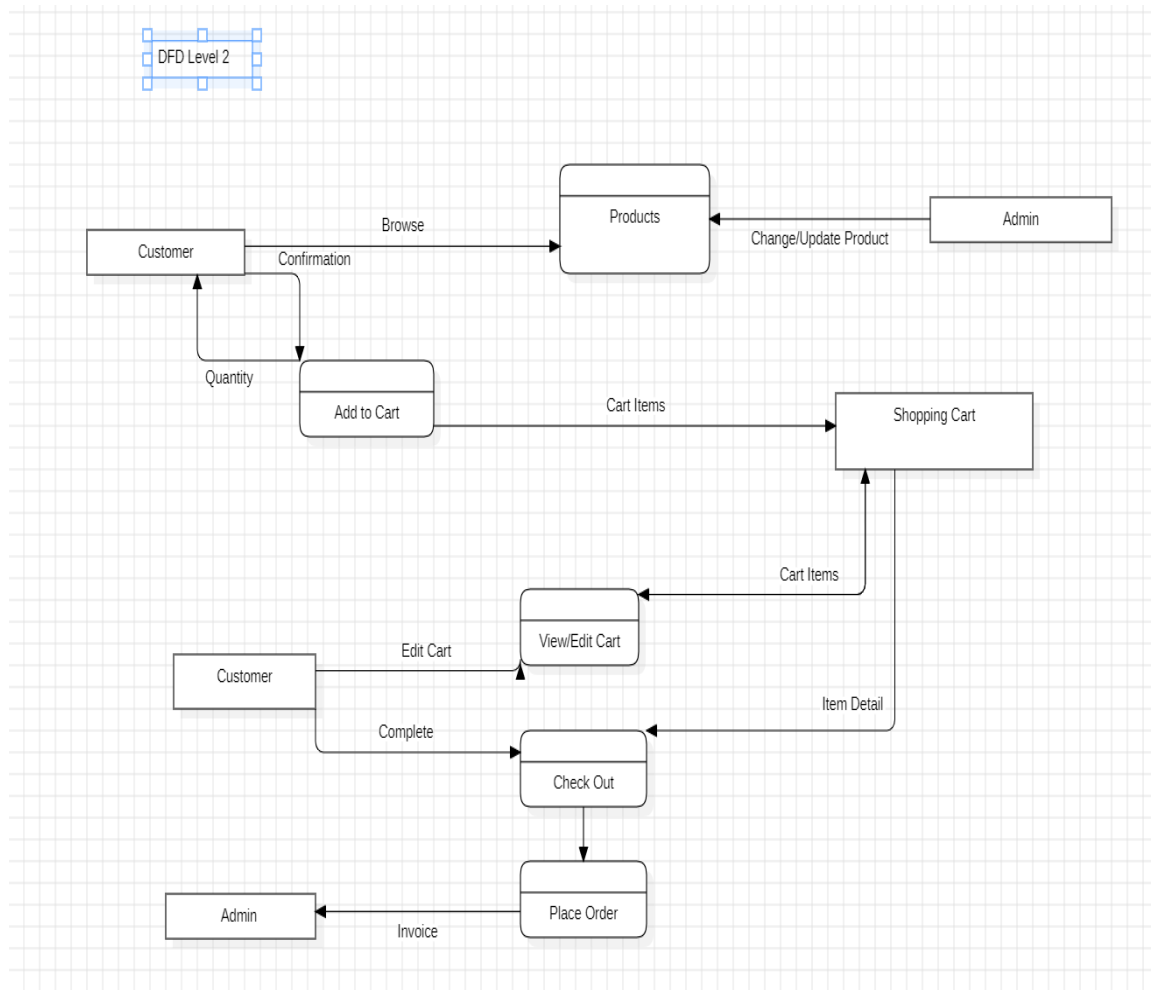 DFD Level 2
Products
Admin
Browse
Change/Update Product
Customer
Confirmation
Quantity
Add to Cart
Cart Items
Shopping Cart
Cart Items
View/Edit Cart
Edit Cart
Customer
Item Detail
Complete
Check Out
Place Order
Admin
Invoice